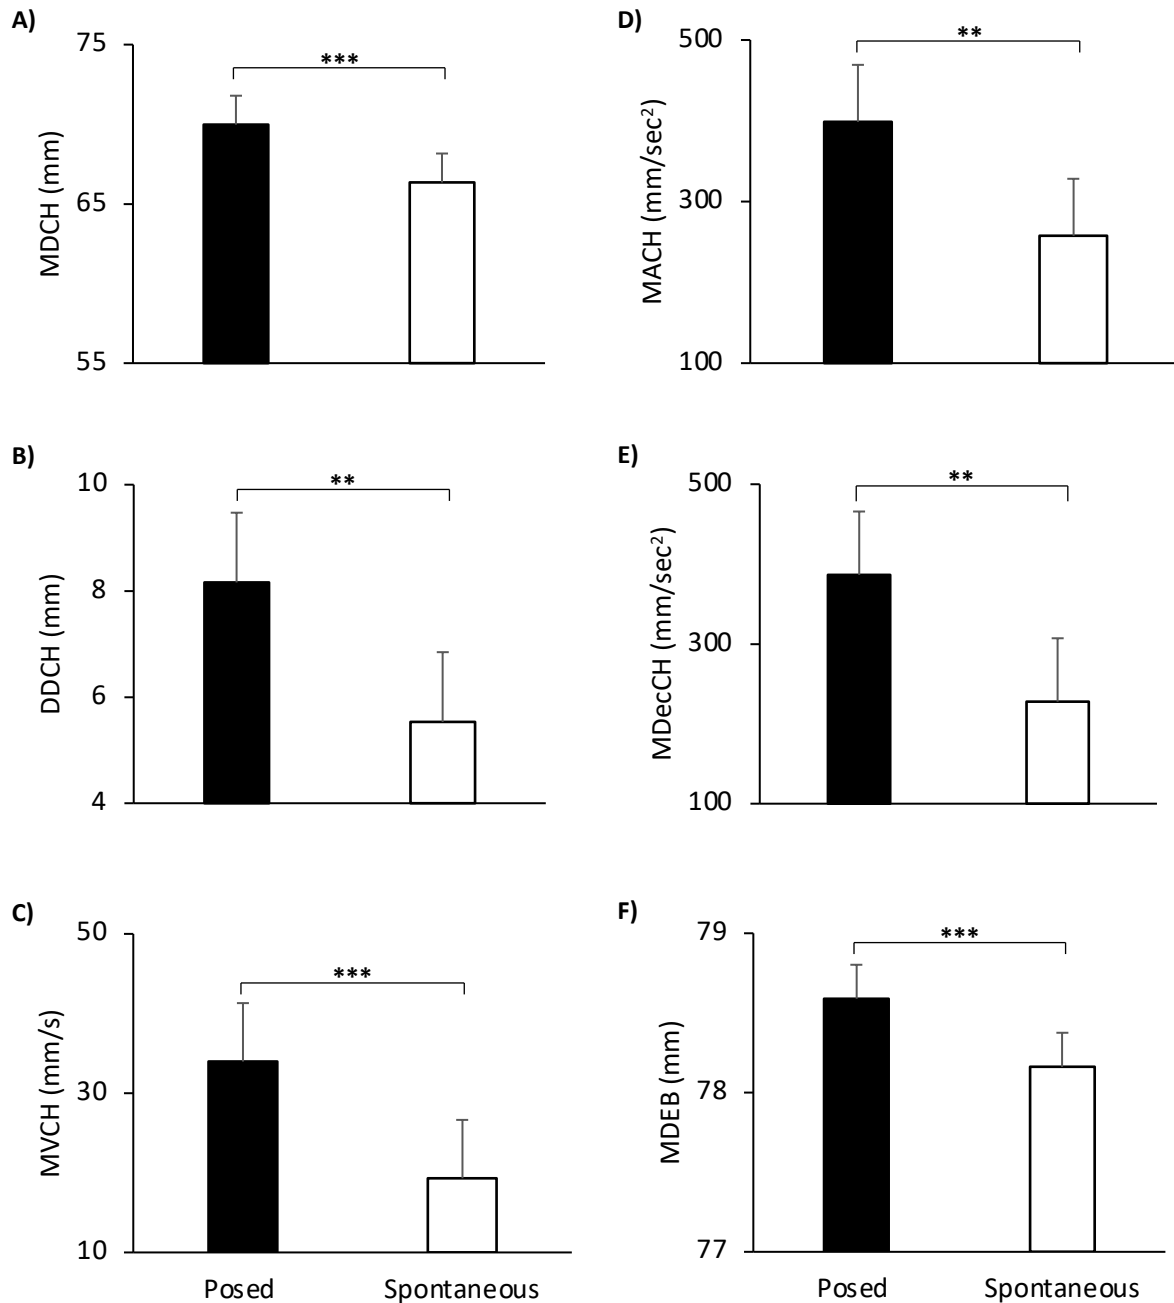 A)
75
***
MDCH (mm)
65
55
B)
10
**
8
DDCH (mm)
6
4
C)
50
***
MVCH (mm/s)
30
10
Posed Spontaneous
D)
500
**
MACH (mm/sec²)
300
100
E)
500
**
MDecCH (mm/sec²)
300
100
F)
79
***
MDEB (mm)
78
77
Posed Spontaneous